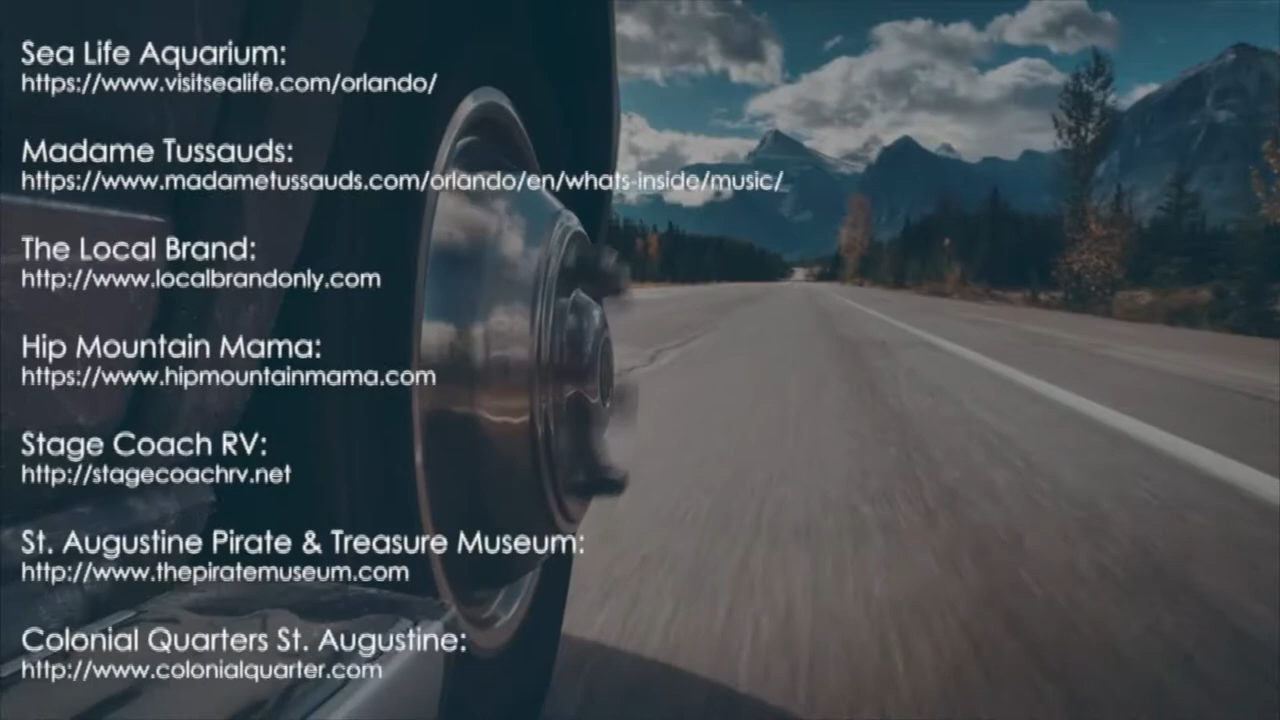 Sea Life Aquarium:
https://www.visitsealife.com/orlando/
Madame Tussauds:
https://www.madametussauds.com/orlando/en/whats-inside/music/
The Local Brand:
http://www.localbrandonly.com
Hip Mountain Mama:
https://www.hipmountainmama.com
Stage Coach RV:
http://stagecoachrv.net
St. Augustine Pirate & Treasure Museum:
http://www.thepiratemuseum.com
Colonial Quarters St. Augustine:
http://www.colonialquarter.com